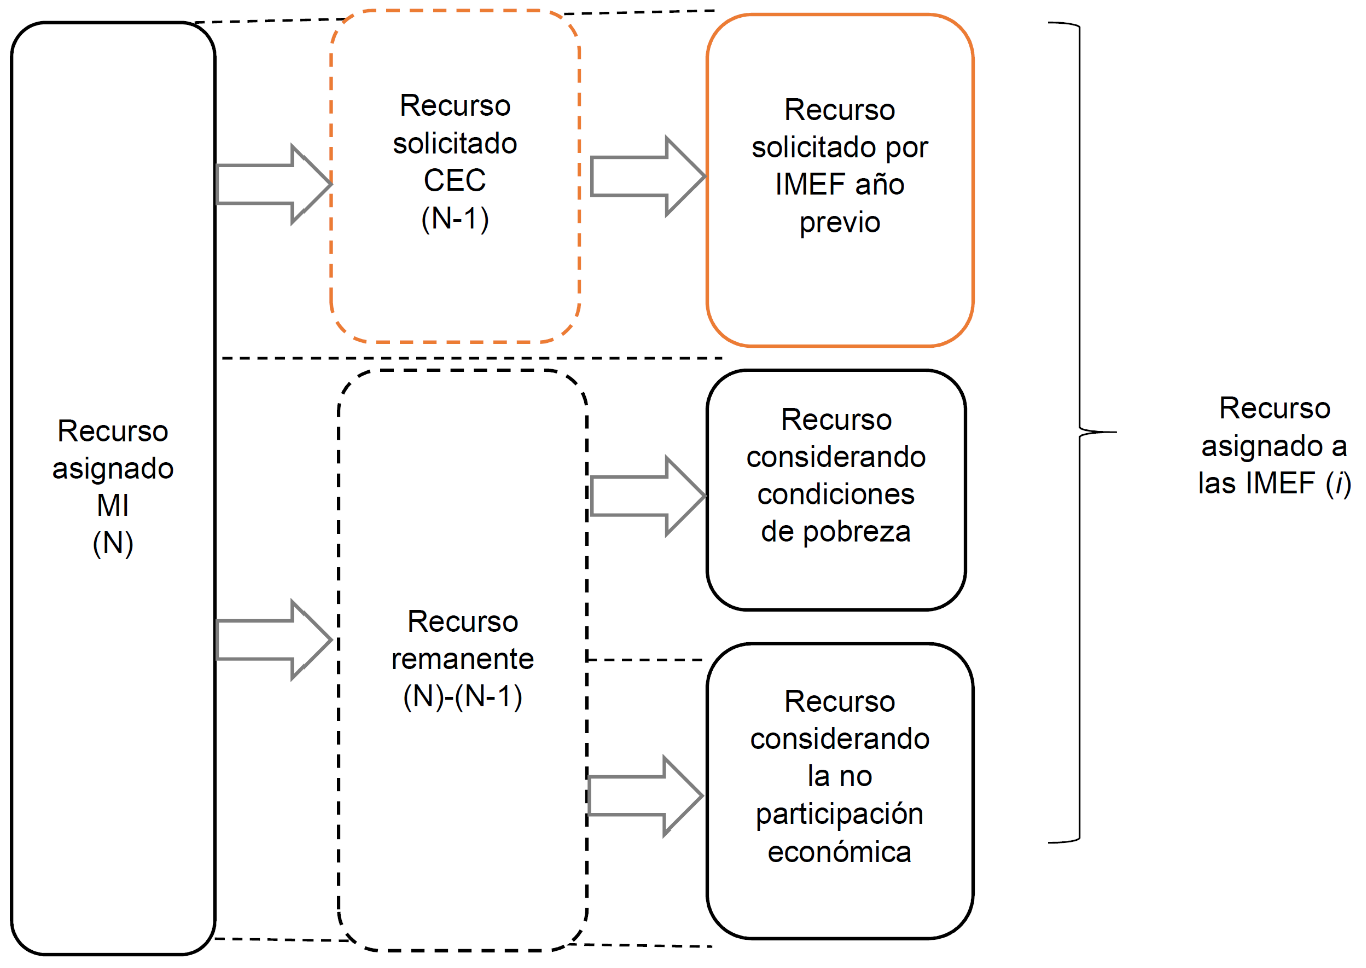 Recurso
asignado
MI
(N)
Recurso
solicitado
CEC
(N-1)
Recurso
solicitado por
IMEF año
previo
Recurso
remanente
(N)-(N-1)
Recurso
considerando
condiciones
de pobreza
Recurso
considerando
la no
participación
económica
Recurso
asignado a
las IMEF (i)